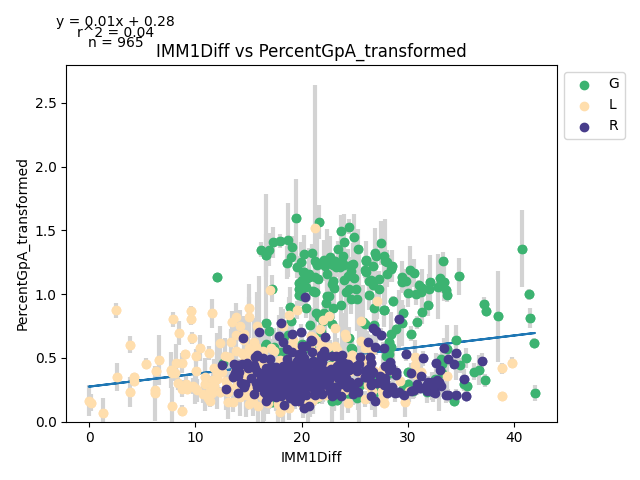 y = 0.01x + 0.28
r^2 = 0.04
n = 965
IMM1Diff vs PercentGpA_transformed
G
L
R
PercentGpA_transformed
2.5
2.0
1.5
1.0
0.5
0.0
0
10
20
30
40
IMM1Diff